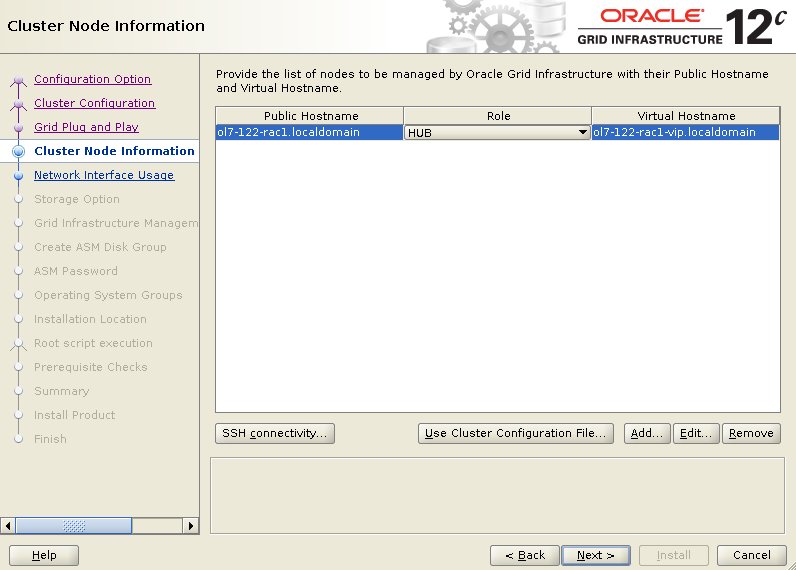 Cluster Node Information
ORACLE®
GRID INFRASTRUCTURE
12c
Configuration Option
Cluster Configuration
Grid Plug and Play
Cluster Node Information
Network Interface Usage
Storage Option
Grid Infrastructure Managem
Create ASM Disk Group
ASM Password
Operating System Groups
Installation Location
Root script execution
Prerequisite Checks
Summary
Install Product
Finish
Provide the list of nodes to be managed by Oracle Grid Infrastructure with their Public Hostname
and Virtual Hostname.
Public Hostname Role Virtual Hostname
ol7-122-rac1.localdomain HUB ol7-122-rac1-vip.localdomain
SSH connectivity... Use Cluster Configuration File... Add... Edit... Remove
Help < Back Next > Install Cancel